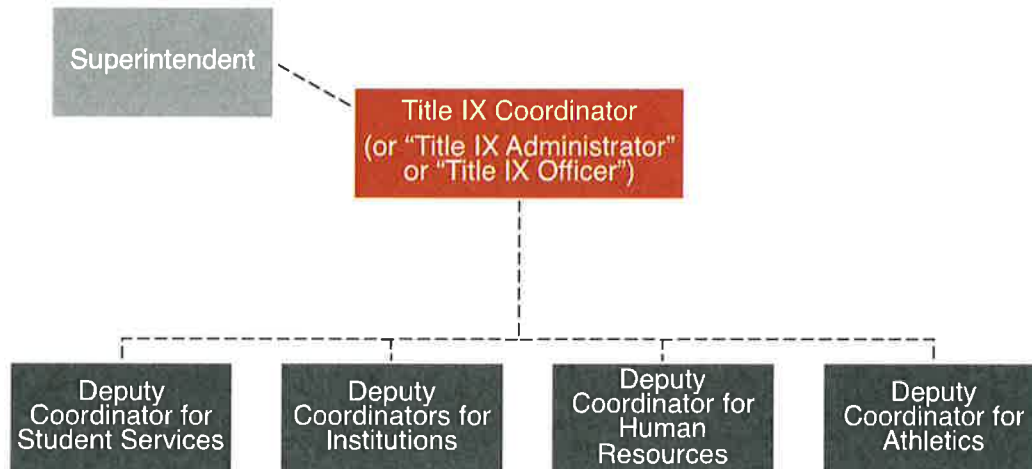 Superintendent
Title IX Coordinator
(or “Title IX Administrator”
or “Title IX Officer”)
Deputy
Coordinator for
Student Services
Deputy
Coordinators for
Institutions
Deputy
Coordinator for
Human
Resources
Deputy
Coordinator for
Athletics